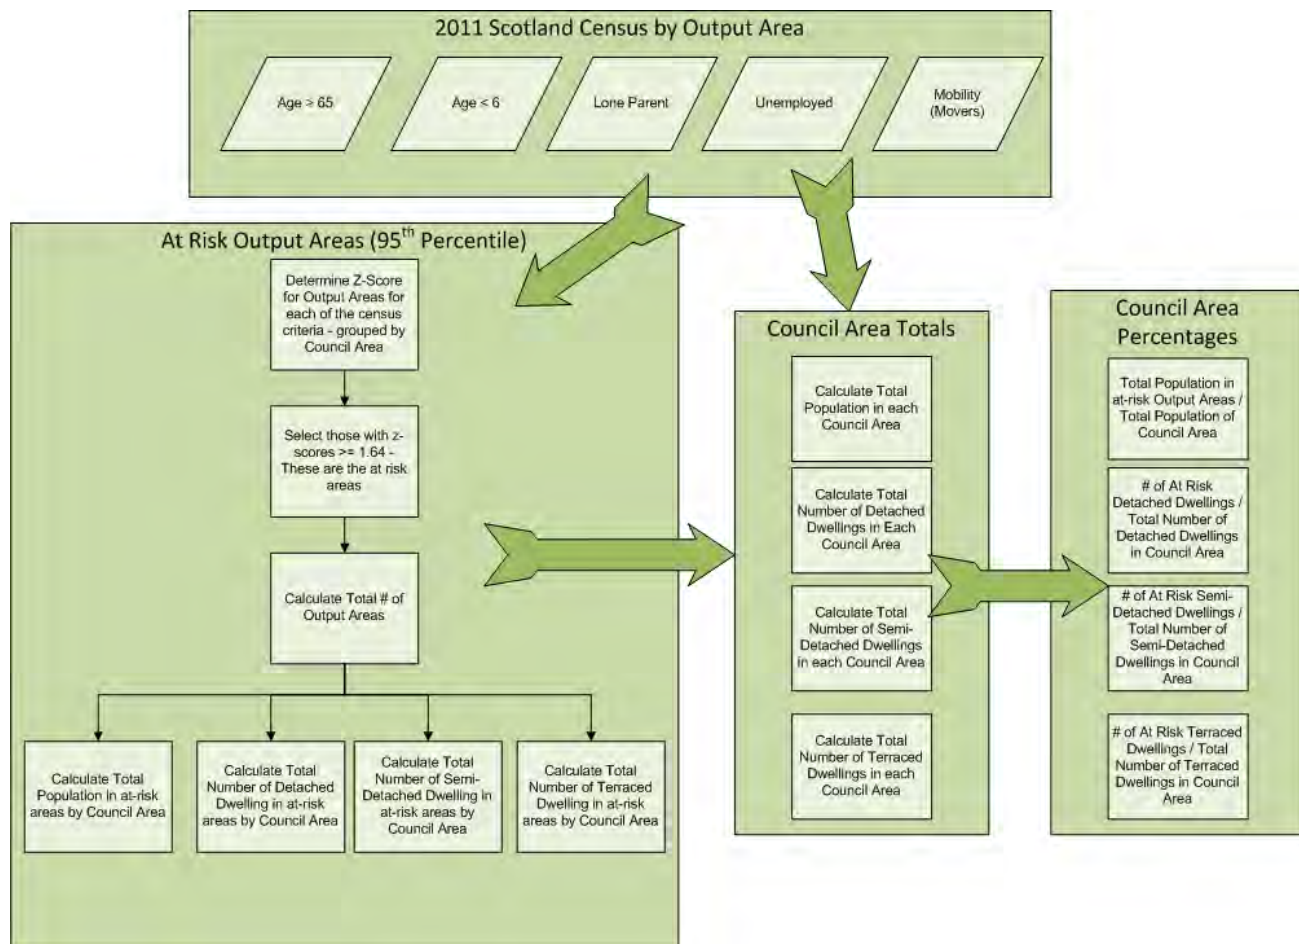 2011 Scotland Census by Output Area
Age > 65
Age < 6
Lone Parent
Unemployed
Mobility
(Movers)
At Risk Output Areas (95th Percentile)
Determine Z-Score
for Output Areas for
each of the census
criteria - grouped by
Council Area
Select those with z-
scores >= 1.64 -
These are the at risk
areas
Calculate Total # of
Output Areas
Calculate Total
Population in at-risk
areas by Council Area
Calculate Total
Number of Detached
Dwelling in at-risk
areas by Council Area
Calculate Total
Number of Semi-
Detached Dwelling in
at-risk areas by
Council Area
Calculate Total
Number of Terraced
Dwelling in at-risk
areas by Council Area
Council Area Totals
Calculate Total
Population in each
Council Area
Calculate Total
Number of Detached
Dwellings in Each
Council Area
Calculate Total
Number of Semi-
Detached Dwellings
in each Council Area
Calculate Total
Number of Terraced
Dwellings in each
Council Area
Council Area
Percentages
Total Population in
at-risk Output Areas /
Total Population of
Council Area
# of At Risk
Detached Dwellings /
Total Number of
Detached Dwellings
in Council Area
# of At Risk Semi-
Detached Dwellings /
Total Number of
Semi-Detached
Dwellings in Council
Area
# of At Risk Terraced
Dwellings / Total
Number of Terraced
Dwellings in Council
Area